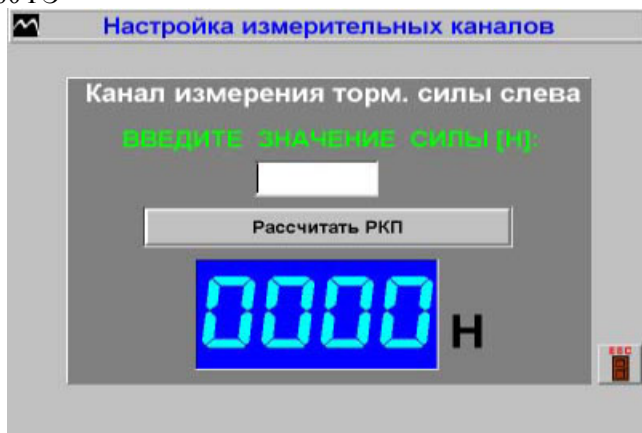 Настройка измерительных каналов
Канал измерения торм. силы слева
ВВЕДИТЕ ЗНАЧЕНИЕ СИЛЫ [Н]:
Рассчитать РКП
0000 Н
ESC